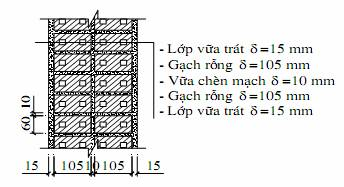 - Lớp vữa trát δ=15 mm
- Gạch rỗng δ=105 mm
- Vữa chèn mạch δ=10 mm
- Gạch rỗng δ=105 mm
- Lớp vữa trát δ=15 mm
10
60
15 105 10 105 15